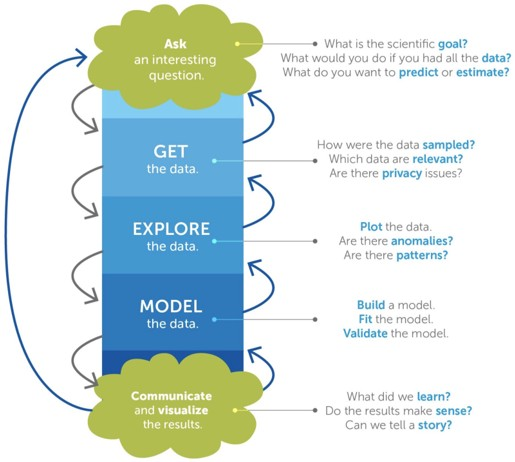 Ask
an interesting
question.
What is the scientific goal?
What would you do if you had all the data?
What do you want to predict or estimate?
GET
the data.
How were the data sampled?
Which data are relevant?
Are there privacy issues?
EXPLORE
the data.
Plot the data.
Are there anomalies?
Are there patterns?
MODEL
the data.
Build a model.
Fit the model.
Validate the model.
Communicate
and visualize
the results.
What did we learn?
Do the results make sense?
Can we tell a story?